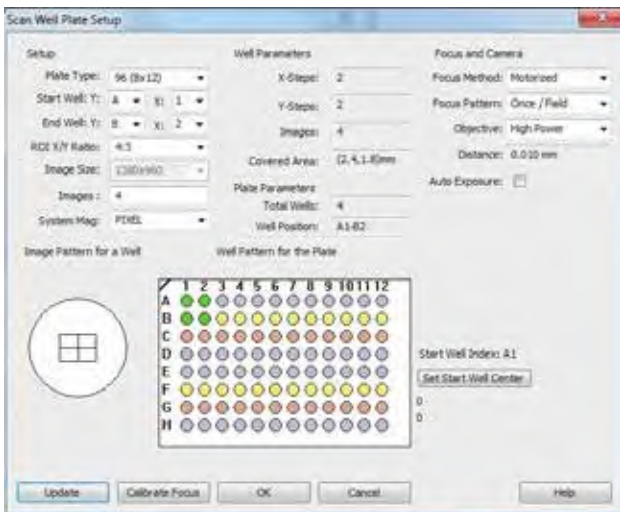 Scan Well Plate Setup
Setup
Plate Type: 96 (8x12)
Start Well: Y: A X: 1
End Well: Y: B X: 2
ROI X/Y Ratio: 4:3
Image Size: 1280x960
Images : 4
System Mag: PIXEL
Well Parameters
X-Steps: 2
Y-Steps: 2
Images: 4
Covered Area: (2.4,1.8)mm
Plate Parameters
Total Wells: 4
Well Position: A1-B2
Focus and Camera
Focus Method: Motorized
Focus Pattern: Once / Field
Objective: High Power
Distance: 0.010 mm
Auto Exposure:
Image Pattern for a Well
Well Pattern for the Plate
1 2 3 4 5 6 7 8 9 10 11 12
A
B
C
D
E
F
G
H
Start Well Index: A1
Set Start Well Center
0
0
Update Calibrate Focus OK Cancel Help